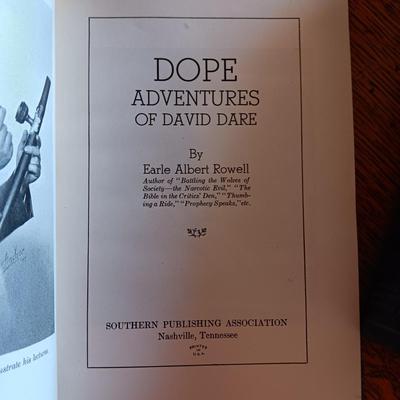 DOPE
ADVENTURES
OF DAVID DARE
By
Earle Albert Rowell
Author of "Battling the Wolves of
Society—the Narcotic Evil," "The
Bible in the Critics' Den," "Thumb-
ing a Ride," "Prophecy Speaks," etc.
SOUTHERN PUBLISHING ASSOCIATION
Nashville, Tennessee
PRINTED
IN
U.S.A.
strate his lectures.